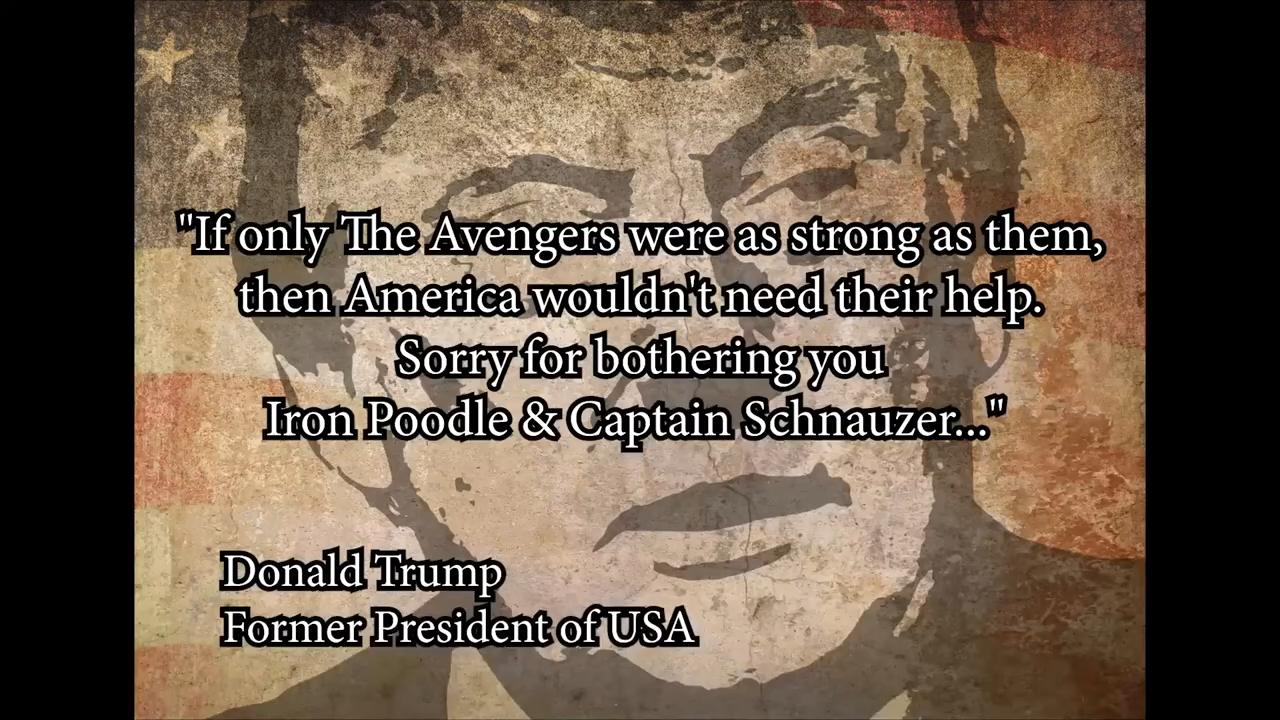 "If only The Avengers were as strong as them,
then America wouldn't need their help.
Sorry for bothering you
Iron Poodle & Captain Schnauzer..."
Donald Trump
Former President of USA